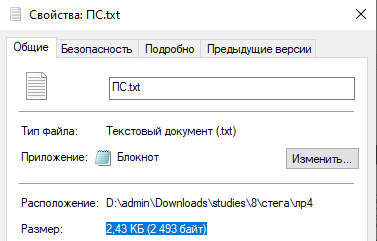 Свойства: ПС.txt
Общие Безопасность Подробно Предыдущие версии
ПС.txt
Тип файла: Текстовый документ (.txt)
Приложение: Блокнот Изменить...
Расположение: D:\admin\Downloads\studies\8\стега\пр4
Размер: 2,43 КБ (2 493 байт)